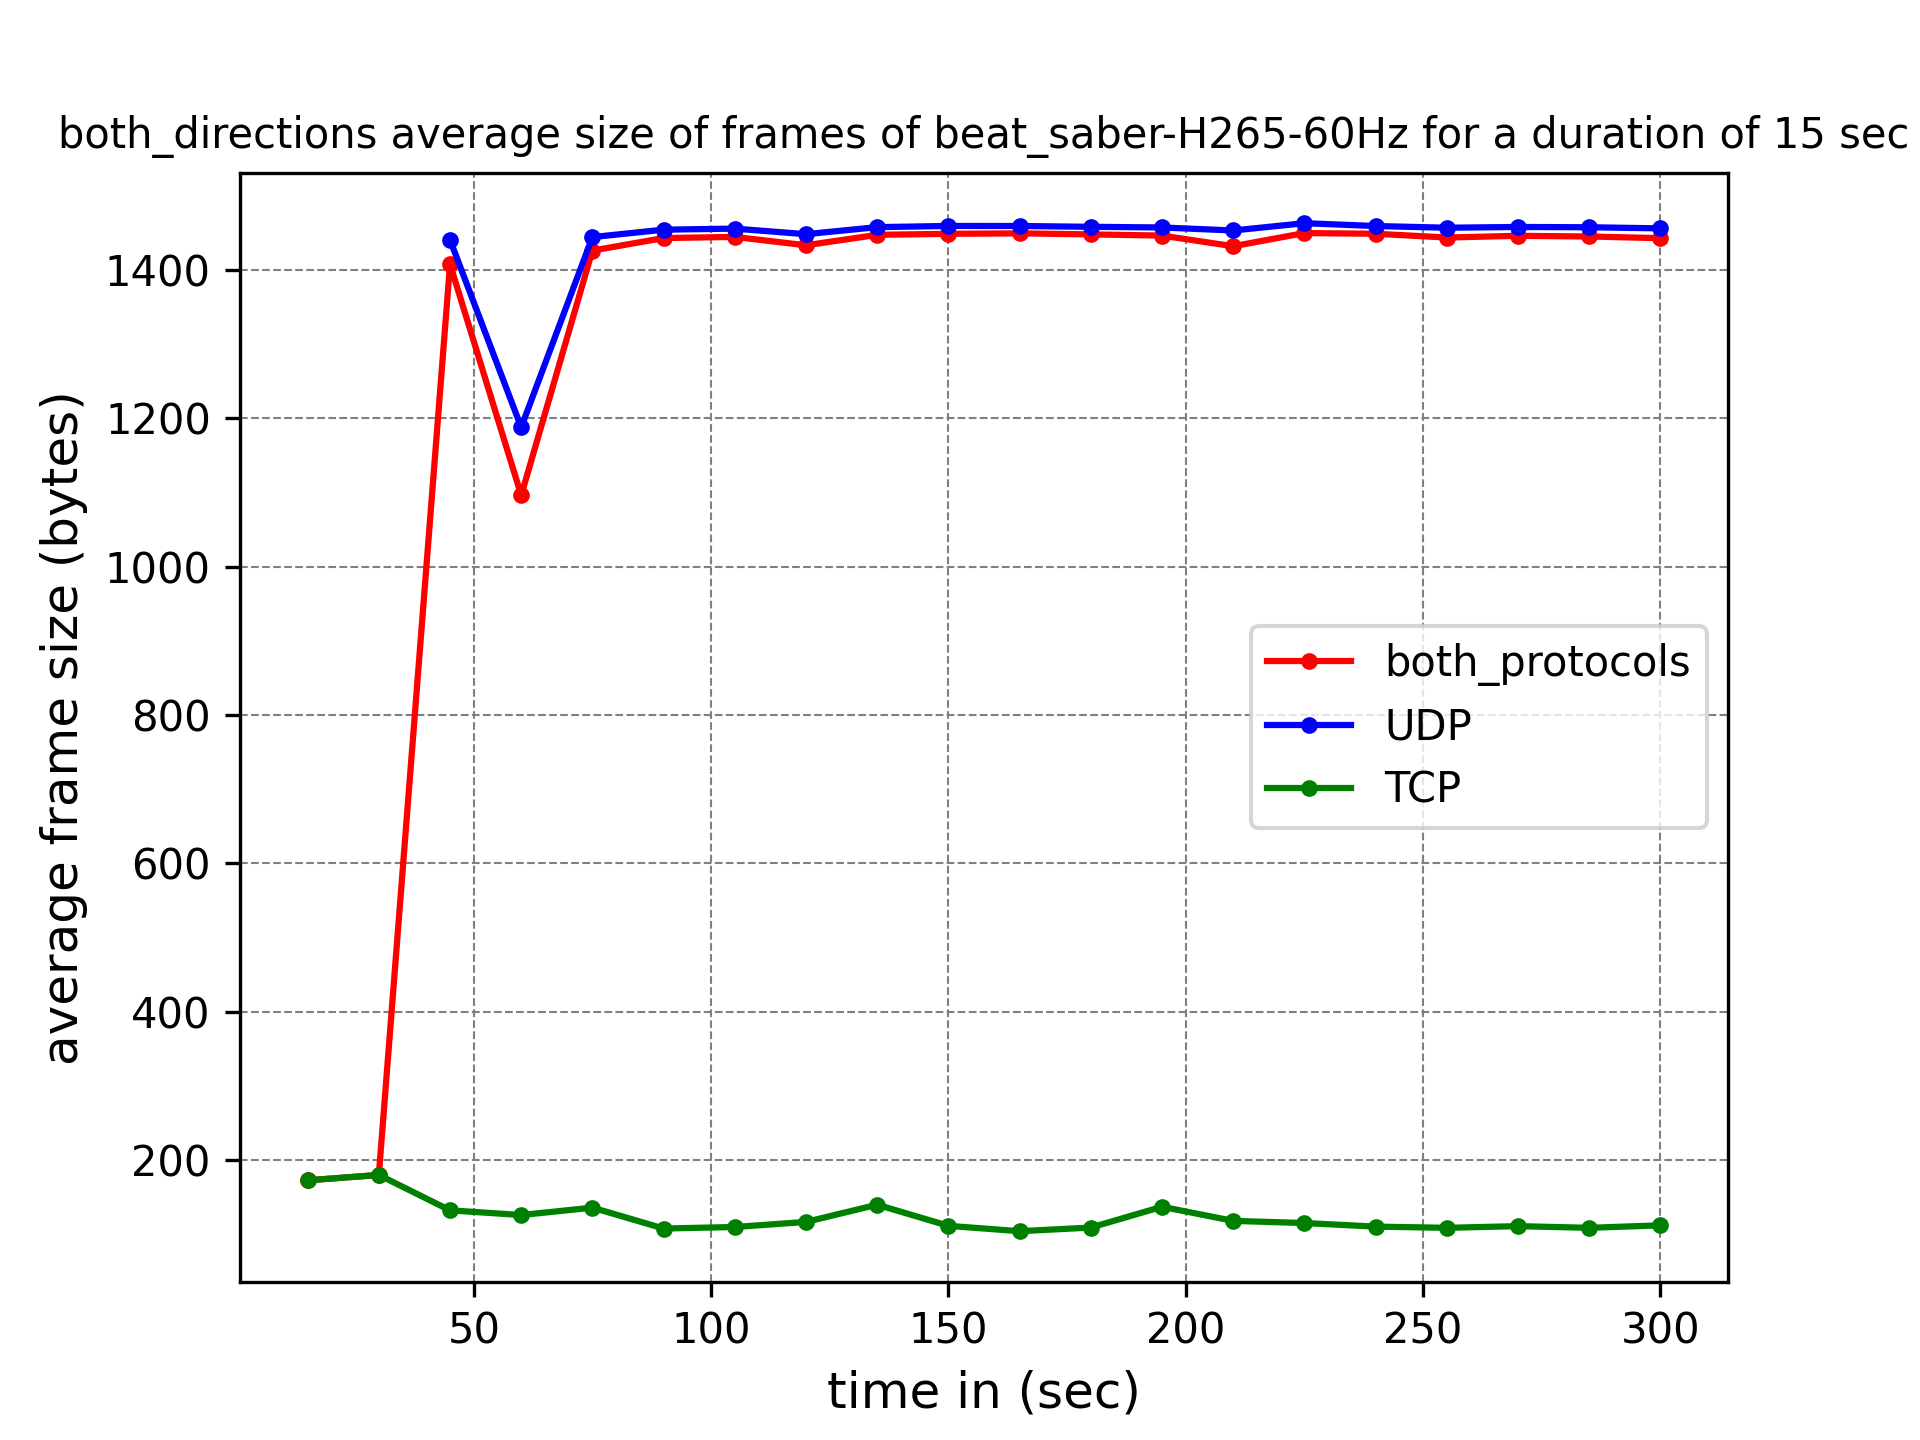 both_directions average size of frames of beat_saber-H265-60Hz for a duration of 15 sec
average frame size (bytes)
1400
1200
1000
800
600
400
200
both_protocols
UDP
TCP
50 100 150 200 250 300
time in (sec)